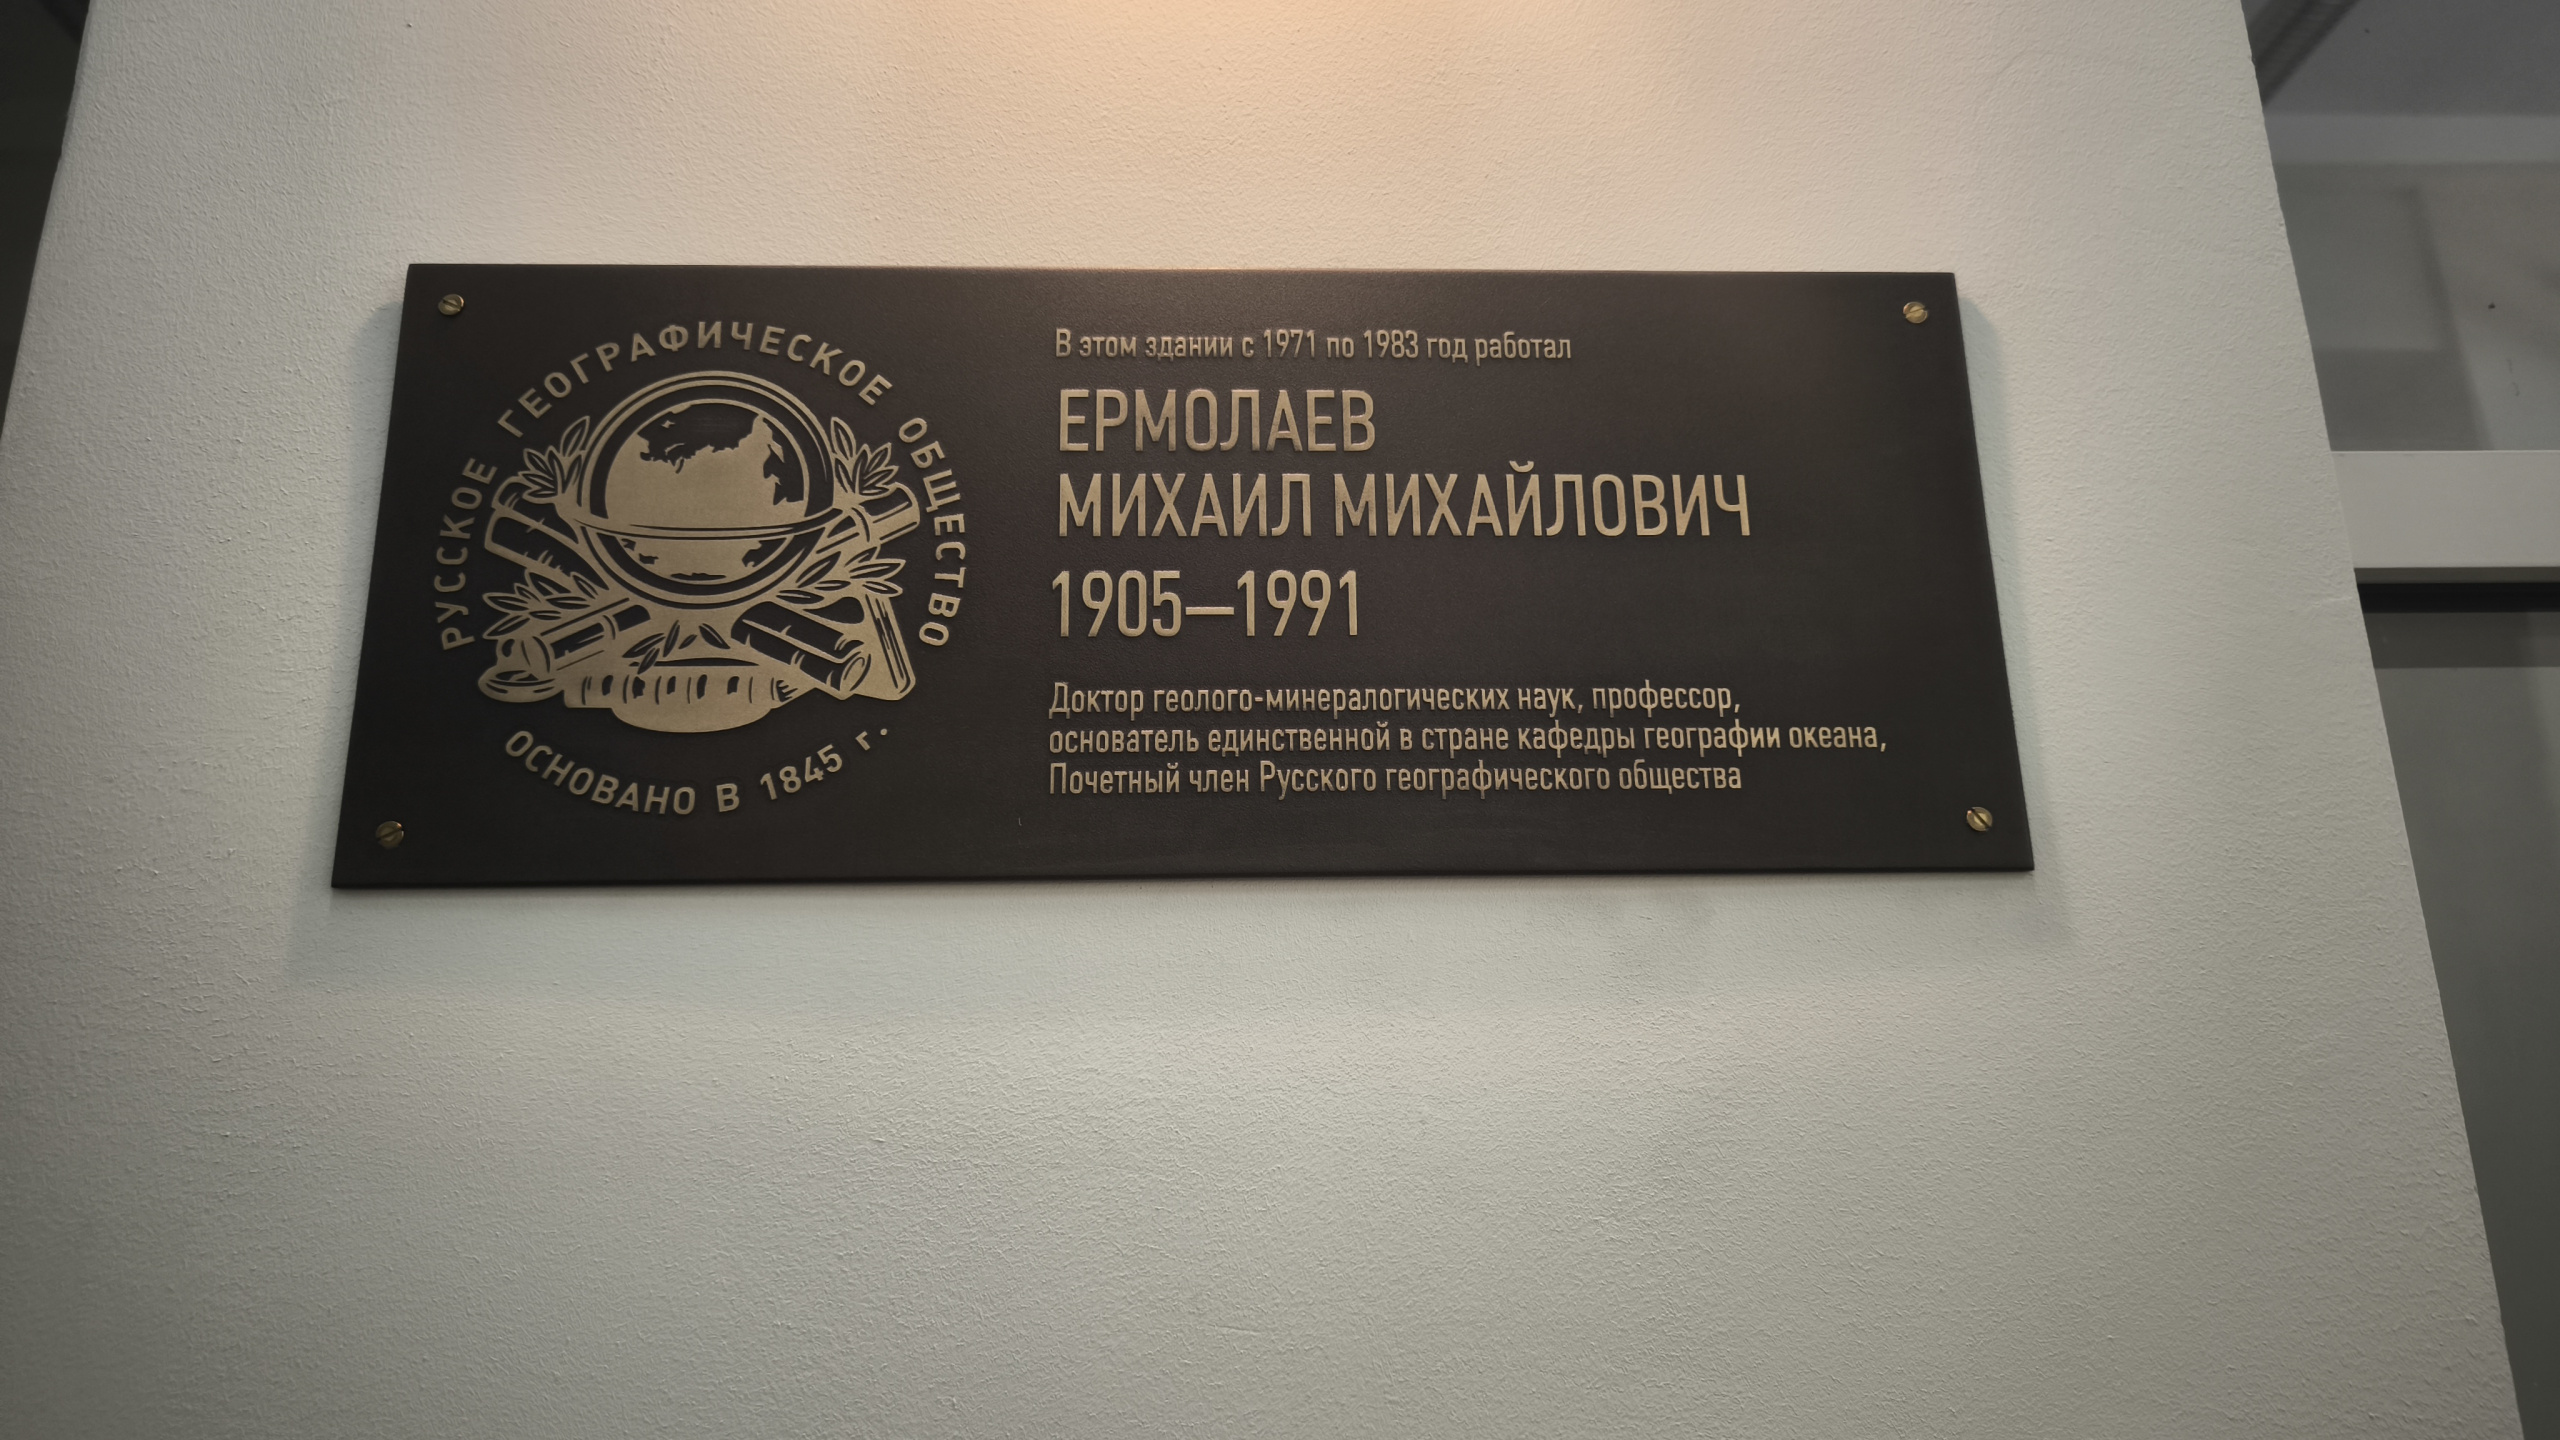 РУССКОЕ ГЕОГРАФИЧЕСКОЕ ОБЩЕСТВО
ОСНОВАНО В 1845 г.
В этом здании с 1971 по 1983 год работал
ЕРМОЛАЕВ
МИХАИЛ МИХАЙЛОВИЧ
1905—1991
Доктор геолого-минералогических наук, профессор,
основатель единственной в стране кафедры географии океана,
Почетный член Русского географического общества